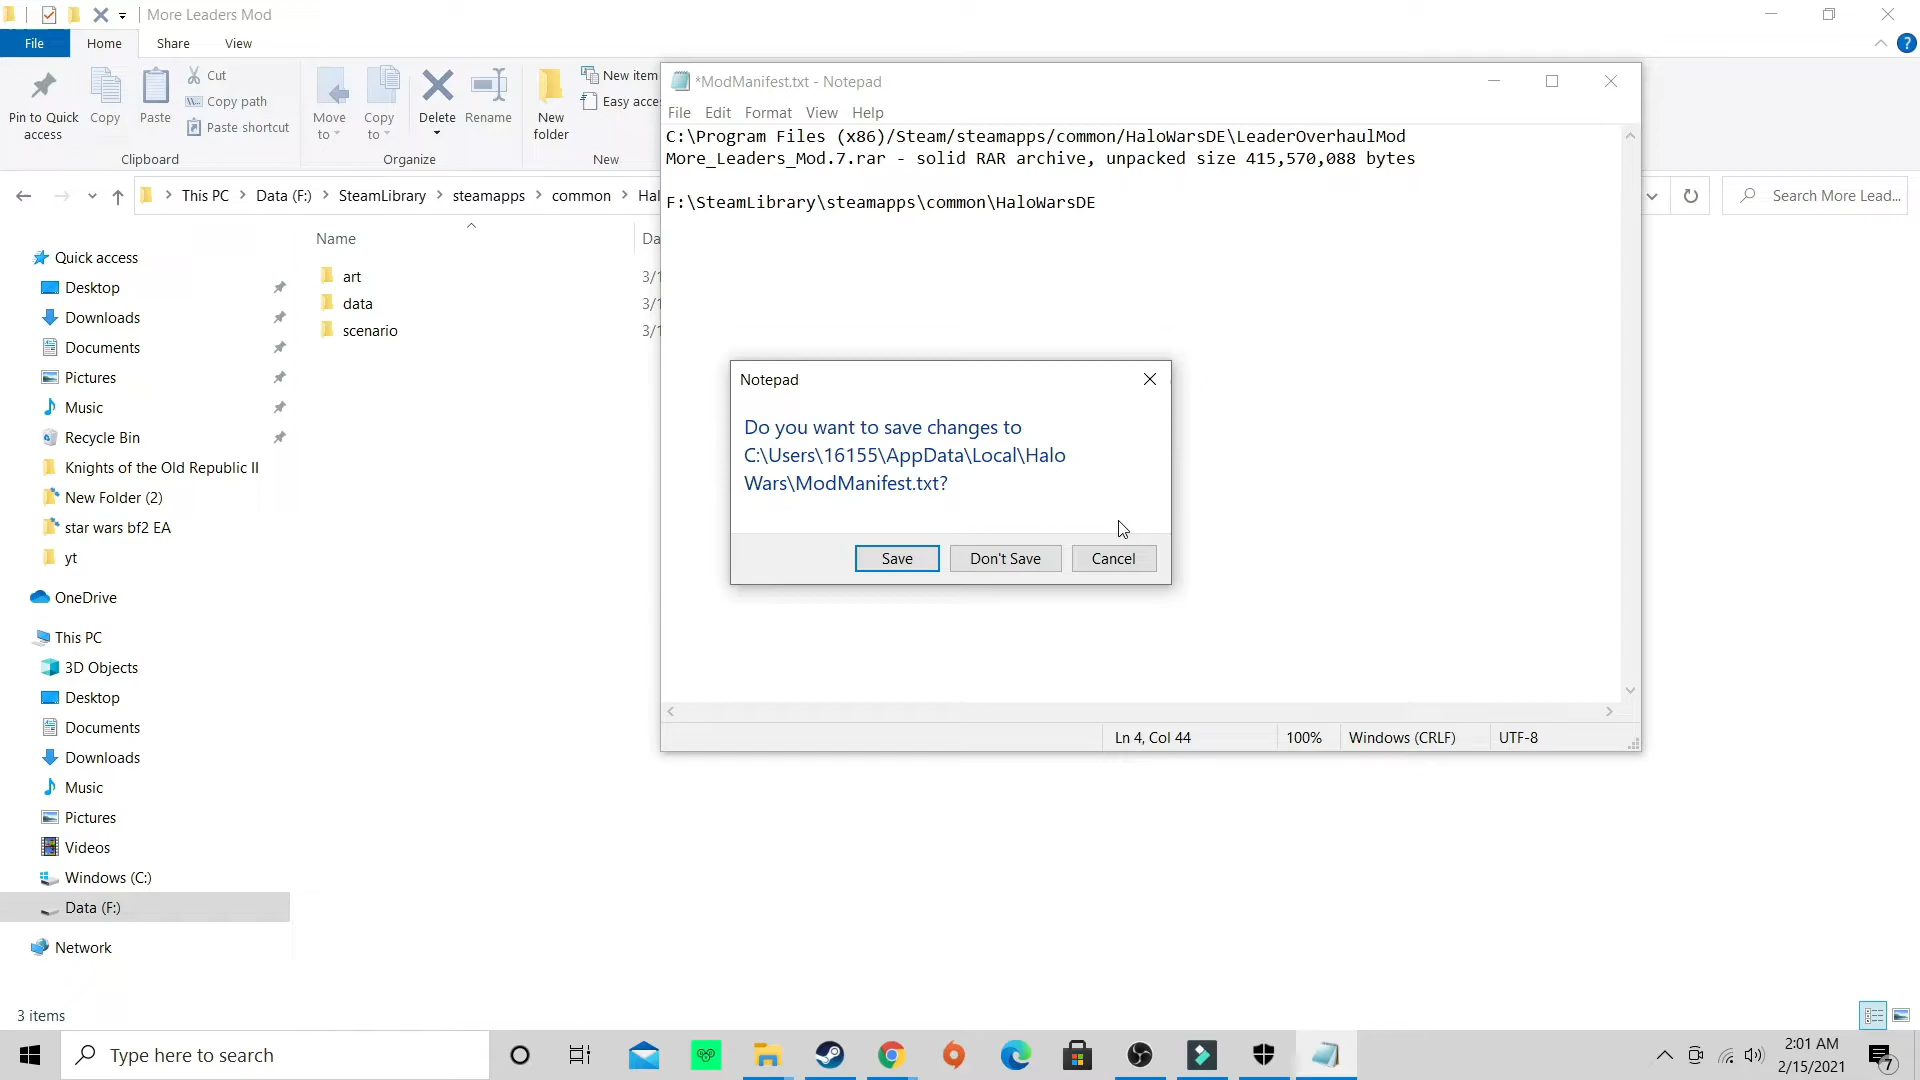 More Leaders Mod
File Home Share View
Pin to Quick access
Copy
Paste
Cut
Copy path
Paste shortcut
Clipboard
Move to
Copy to
Delete
Rename
Organize
New folder
New item
New
This PC Data (F:) SteamLibrary steamapps common
Search More Lead...
Name
art
data
scenario
Quick access
Desktop
Downloads
Documents
Pictures
Music
Recycle Bin
Knights of the Old Republic II
New Folder (2)
star wars bf2 EA
yt
OneDrive
This PC
3D Objects
Desktop
Documents
Downloads
Music
Pictures
Videos
Windows (C:)
Data (F:)
Network
3 items
*ModManifest.txt - Notepad
File Edit Format View Help
C:\Program Files (x86)/Steam/steamapps/common/HaloWarsDE\LeaderOverhaulMod
More_Leaders_Mod.7.rar - solid RAR archive, unpacked size 415,570,088 bytes
F:\SteamLibrary\steamapps\common\HaloWarsDE
Notepad
Do you want to save changes to
C:\Users\16155\AppData\Local\Halo
Wars\ModManifest.txt?
Save Don't Save Cancel
Ln 4, Col 44 100% Windows (CRLF) UTF-8
Type here to search
2:01 AM
2/15/2021
7